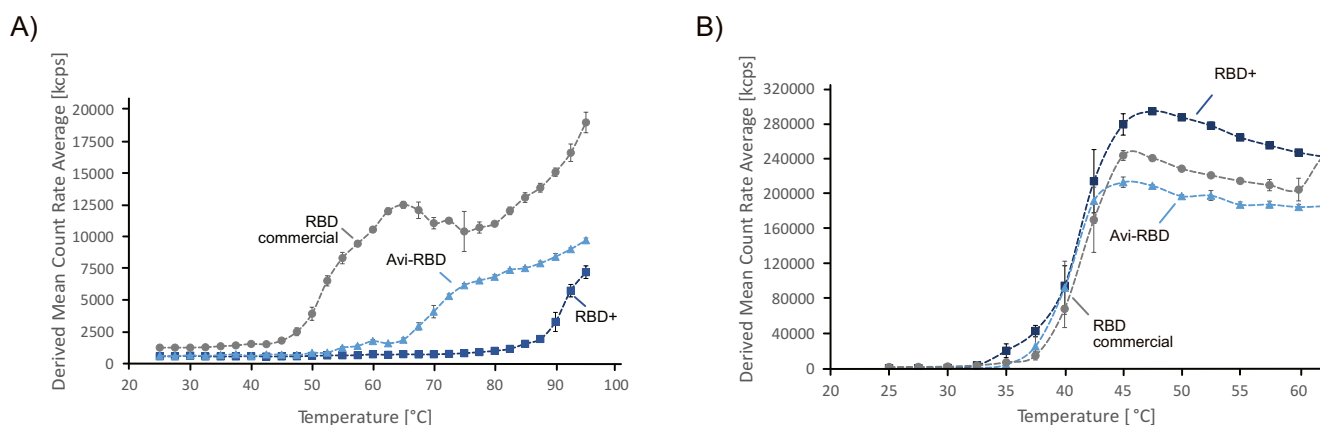 A)
Derived Mean Count Rate Average [kcps]
20000
17500
15000
12500
10000
7500
5000
2500
0
20
30
40
50
60
70
80
90
100
Temperature [°C]
RBD
commercial
Avi-RBD
RBD+
B)
Derived Mean Count Rate Average [kcps]
320000
280000
240000
200000
160000
120000
80000
40000
0
20
25
30
35
40
45
50
55
60
Temperature [ °C]
RBD+
Avi-RBD
RBD
commercial